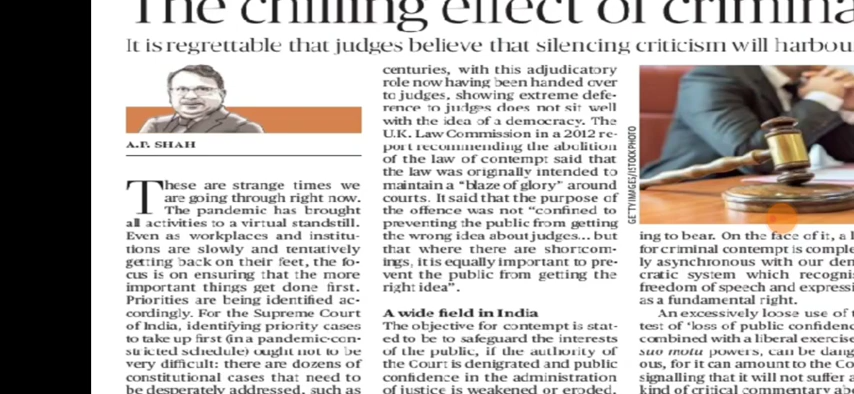 The chilling effect of crimina
It is regrettable that judges believe that silencing criticism will harbou
A.P. SHAH
These are strange times we
are going through right now.
The pandemic has brought
all activities to a virtual standstill.
Even as workplaces and institu-
tions are slowly and tentatively
getting back on their feet, the fo-
cus is on ensuring that the more
important things get done first.
Priorities are being identified ac-
cordingly. For the Supreme Court
of India, identifying priority cases
to take up first (in a pandemic-con-
stricted schedule) ought not to be
very difficult: there are dozens of
constitutional cases that need to
be desperately addressed, such as
centuries, with this adjudicatory
role now having been handed over
to judges, showing extreme defe-
rence to judges does not sit well
with the idea of a democracy. The
U.K. Law Commission in a 2012 re-
port recommending the abolition
of the law of contempt said that
the law was originally intended to
maintain a "blaze of glory" around
courts. It said that the purpose of
the offence was not "confined to
preventing the public from getting
the wrong idea about judges... but
that where there are shortcom-
ings, it is equally important to pre-
vent the public from getting the
right idea".
A wide field in India
The objective for contempt is stat-
ed to be to safeguard the interests
of the public, if the authority of
the Court is denigrated and public
confidence in the administration
of justice is weakened or eroded.
GETTY IMAGES/ISTOCKPHOTO
ing to bear. On the face of it, a l
for criminal contempt is comple
ly asynchronous with our den
cratic system which recogni
freedom of speech and expressi
as a fundamental right.
An excessively loose use of t
test of 'loss of public confidenc
combined with a liberal exercise
suo motu powers, can be dang
ous, for it can amount to the Co
signalling that it will not suffer a
kind of critical commentary abo